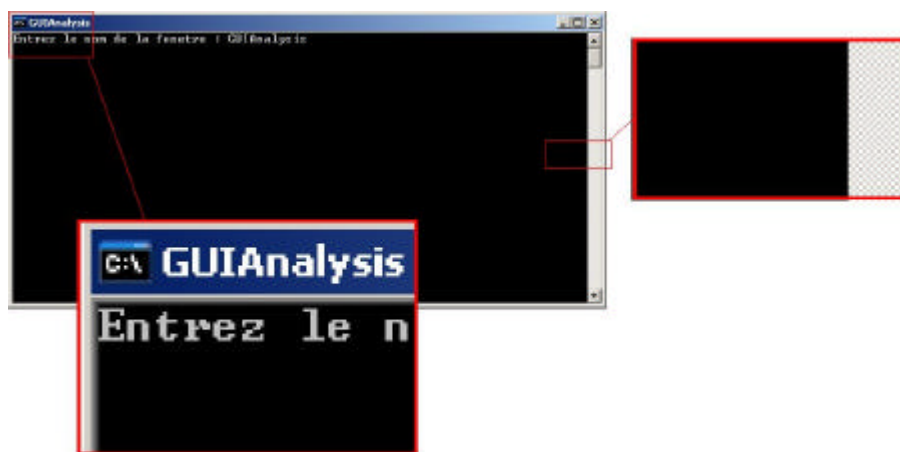 GUIAnalysis
Entrez le nom de la fenetre : GUIAnalysis
C:\ GUIAnalysis
Entrez le n